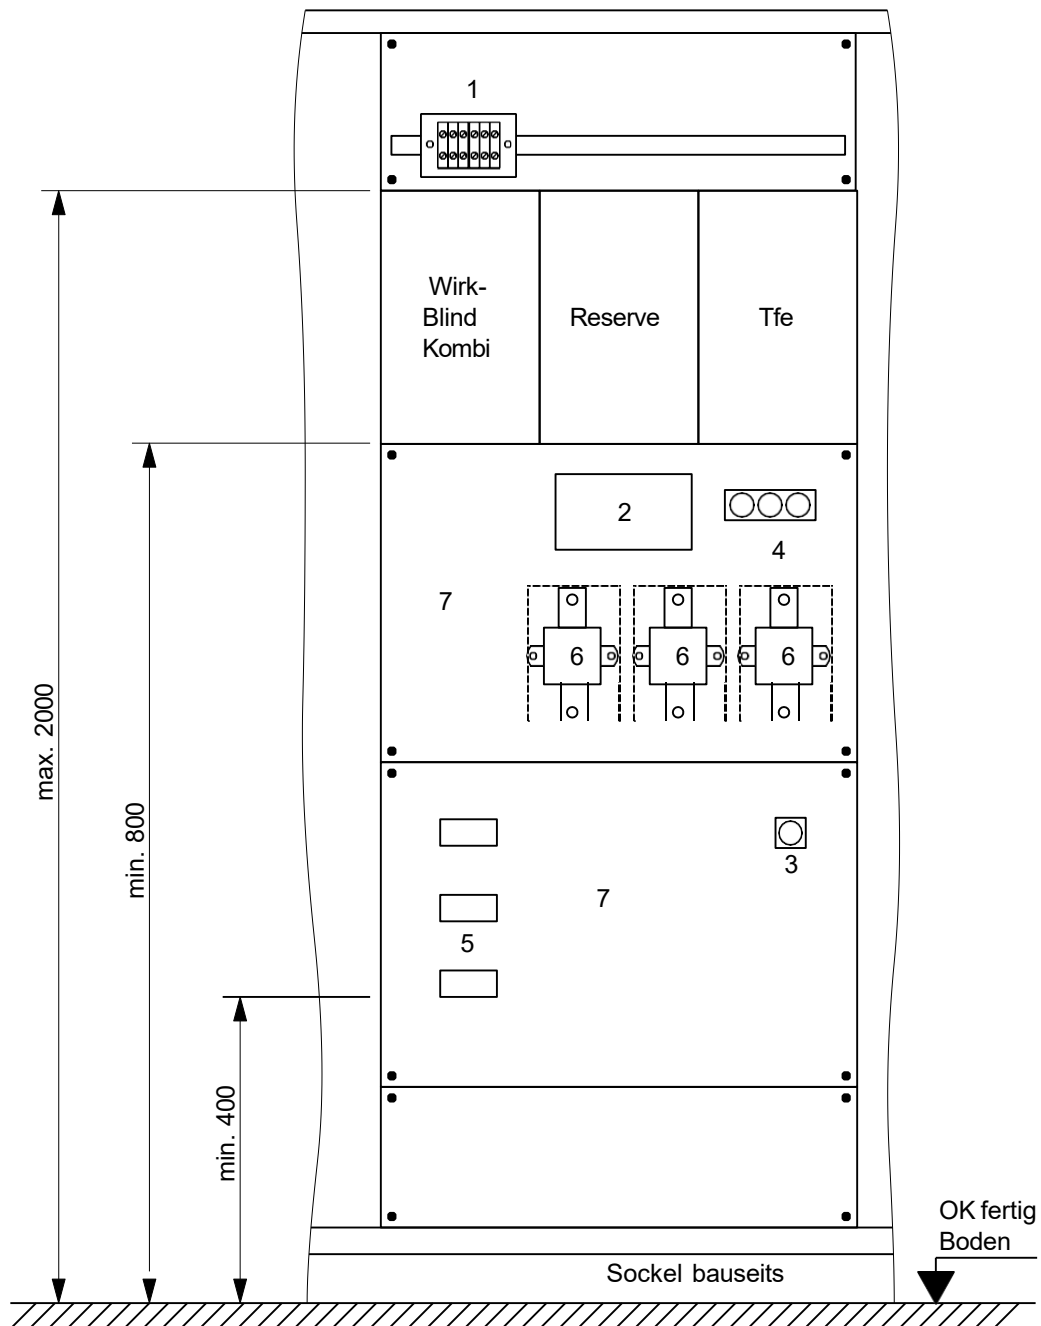 1
Wirk-
Blind
Kombi
Reserve
Tfe
2
4
7
6 6 6
max. 2000
min. 800
3
7
5
min. 400
OK fertig
Boden
Sockel bauseits